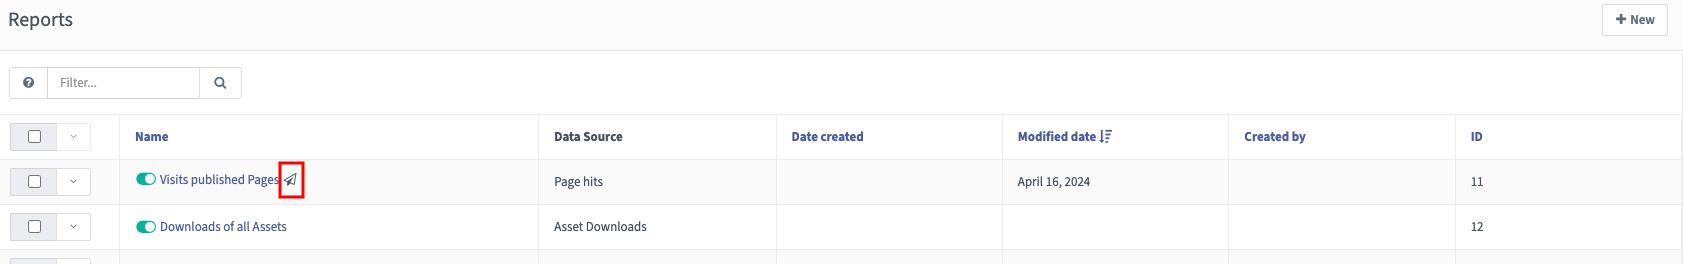 Reports
New
Filter...
Name Data Source Date created Modified date Created by ID
Visits published Pages Page hits April 16, 2024 11
Downloads of all Assets Asset Downloads 12